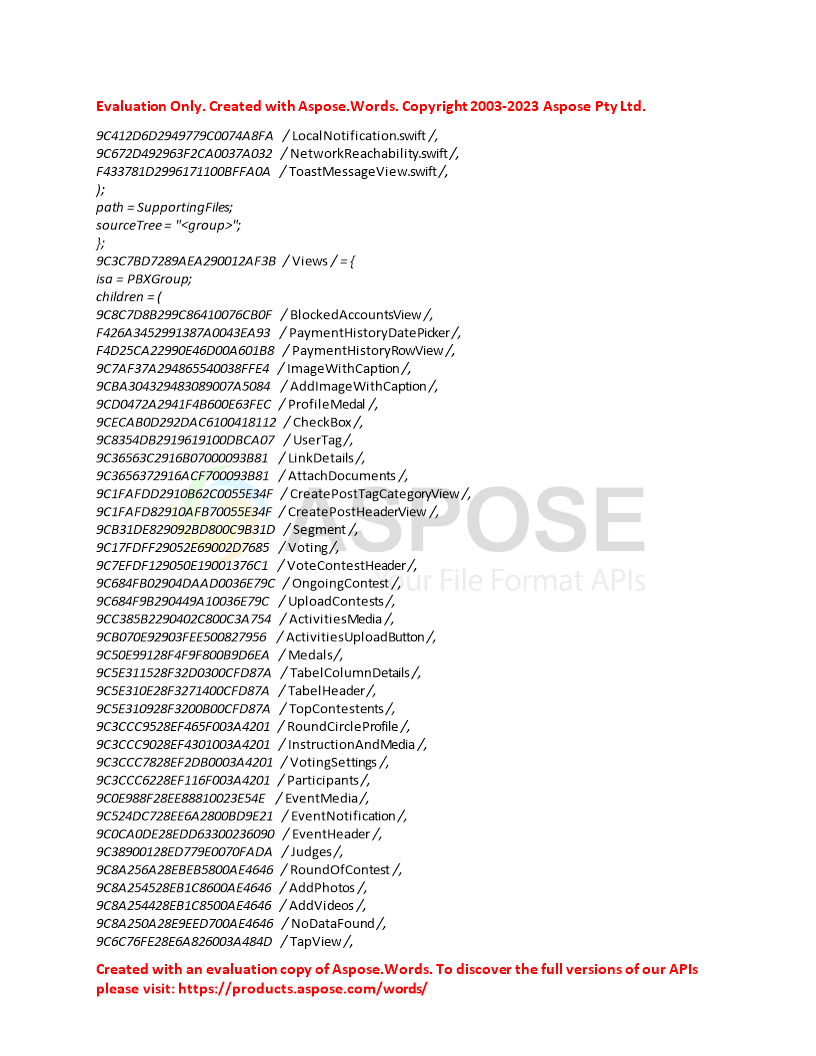 Evaluation Only. Created with Aspose.Words. Copyright 2003-2023 Aspose Pty Ltd.
9C412D6D2949779C0074A8FA / LocalNotification.swift /,
9C672D492963F2CA0037A032 / NetworkReachability.swift /,
F433781D2996171100BFFA0A / ToastMessageView.swift /,
);
path = SupportingFiles;
sourceTree = "<group>";
};
9C3C7BD7289AEA290012AF3B / Views / = {
isa = PBXGroup;
children = (
9C8C7D8B299C86410076CB0F / BlockedAccountsView /,
F426A3452991387A0043EA93 / PaymentHistoryDatePicker /,
F4D25CA22990E46D00A601B8 / PaymentHistoryRowView /,
9C7AF37A294865540038FFE4 / ImageWithCaption /,
9CBA304329483089007A5084 / AddImageWithCaption /,
9CD0472A2941F4B600E63FEC / ProfileMedal /,
9CECAB0D292DAC6100418112 / CheckBox /,
9C8354DB2919619100DBCA07 / UserTag /,
9C36563C2916B07000093B81 / LinkDetails /,
9C3656372916ACF700093B81 / AttachDocuments /,
9C1FAFDD2910B62C0055E34F / CreatePostTagCategoryView /,
9C1FAFD82910AFB70055E34F / CreatePostHeaderView /,
9CB31DE829092BD800C9B31D / Segment /,
9C17FDFF29052E69002D7685 / Voting /,
9C7EFDF129050E19001376C1 / VoteContestHeader /,
9C684FB02904DAAD0036E79C / OngoingContest /,
9C684F9B290449A10036E79C / UploadContests /,
9CC385B2290402C800C3A754 / ActivitiesMedia /,
9CB070E92903FEE500827956 / ActivitiesUploadButton /,
9C50E99128F4F9F800B9D6EA / Medals /,
9C5E311528F32D0300CFD87A / TabelColumnDetails /,
9C5E310E28F3271400CFD87A / TabelHeader /,
9C5E310928F3200B00CFD87A / TopContestents /,
9C3CCC9528EF465F003A4201 / RoundCircleProfile /,
9C3CCC9028EF4301003A4201 / InstructionAndMedia /,
9C3CCC7828EF2DB0003A4201 / VotingSettings /,
9C3CCC6228EF116F003A4201 / Participants /,
9C0E988F28EE88810023E54E / EventMedia /,
9C524DC728EE6A2800BD9E21 / EventNotification /,
9C0CA0DE28EDD63300236090 / EventHeader /,
9C38900128ED779E0070FADA / Judges /,
9C8A256A28EBEB5800AE4646 / RoundOfContest /,
9C8A254528EB1C8600AE4646 / AddPhotos /,
9C8A254428EB1C8500AE4646 / AddVideos /,
9C8A250A28E9EED700AE4646 / NoDataFound /,
9C6C76FE28E6A826003A484D / TapView /,
ASPOSE
Your File Format APIs
Created with an evaluation copy of Aspose.Words. To discover the full versions of our APIs
please visit: https://products.aspose.com/words/